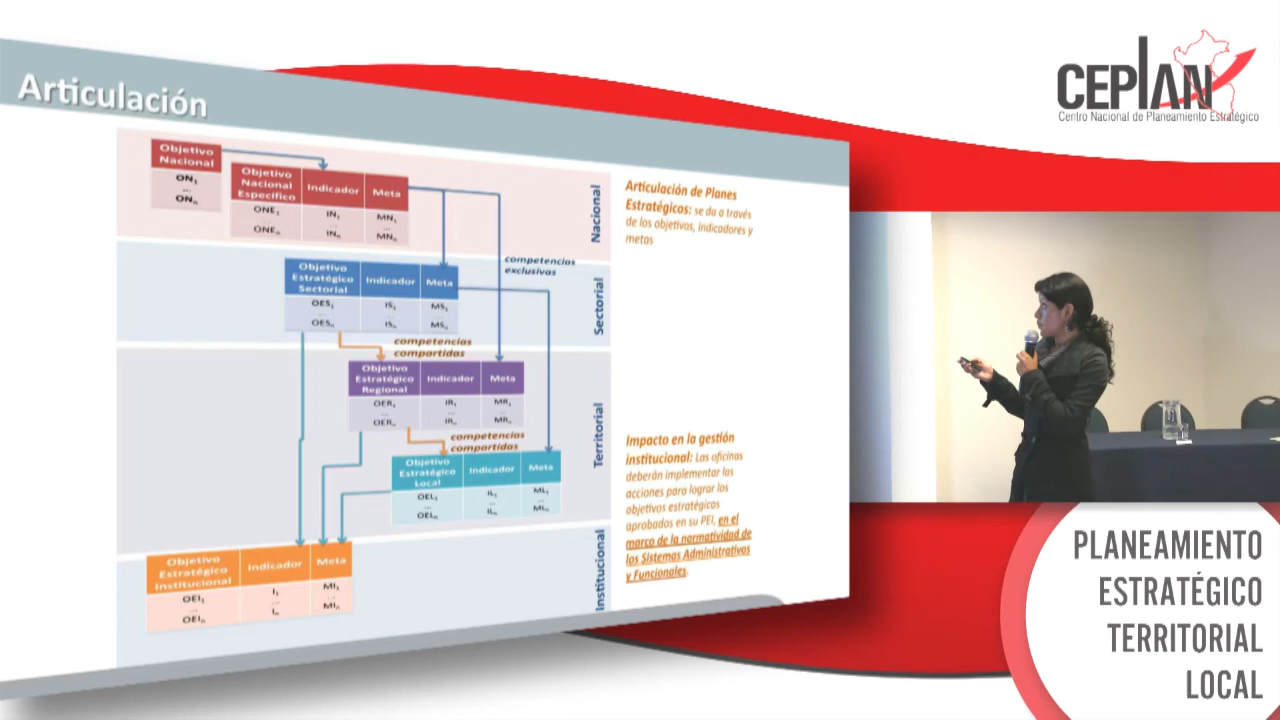 Articulación
Objetivo
Nacional
ON1
...
ONn
Objetivo
Nacional
Específico
Indicador
Meta
ONE1
...
ONEn
IN1
...
INn
MN1
...
MNn
Nacional
competencias
exclusivas
Objetivo
Estratégico
Sectorial
Indicador
Meta
OES1
...
OESn
IS1
...
ISn
MS1
...
MSn
Sectorial
competencias
compartidas
Objetivo
Estratégico
Regional
Indicador
Meta
OER1
...
OERn
IR1
...
IRn
MR1
...
MRn
competencias
compartidas
Territorial
Objetivo
Estratégico
Local
Indicador
Meta
OEL1
...
OELn
IL1
...
ILn
ML1
...
MLn
Objetivo
Estratégico
Institucional
Indicador
Meta
OEI1
...
OEIn
I1
...
In
MI1
...
MIn
Institucional
Articulación de Planes
Estratégicos: se da a través
de los objetivos, indicadores y
metas
Impacto en la gestión
institucional: Las oficinas
deberán implementar las
acciones para lograr los
objetivos estratégicos
aprobados en su PEI, en el
marco de la normatividad de
los Sistemas Administrativos
y Funcionales.
CEPLAN
Centro Nacional de Planeamiento Estratégico
PLANEAMIENTO
ESTRATÉGICO
TERRITORIAL
LOCAL